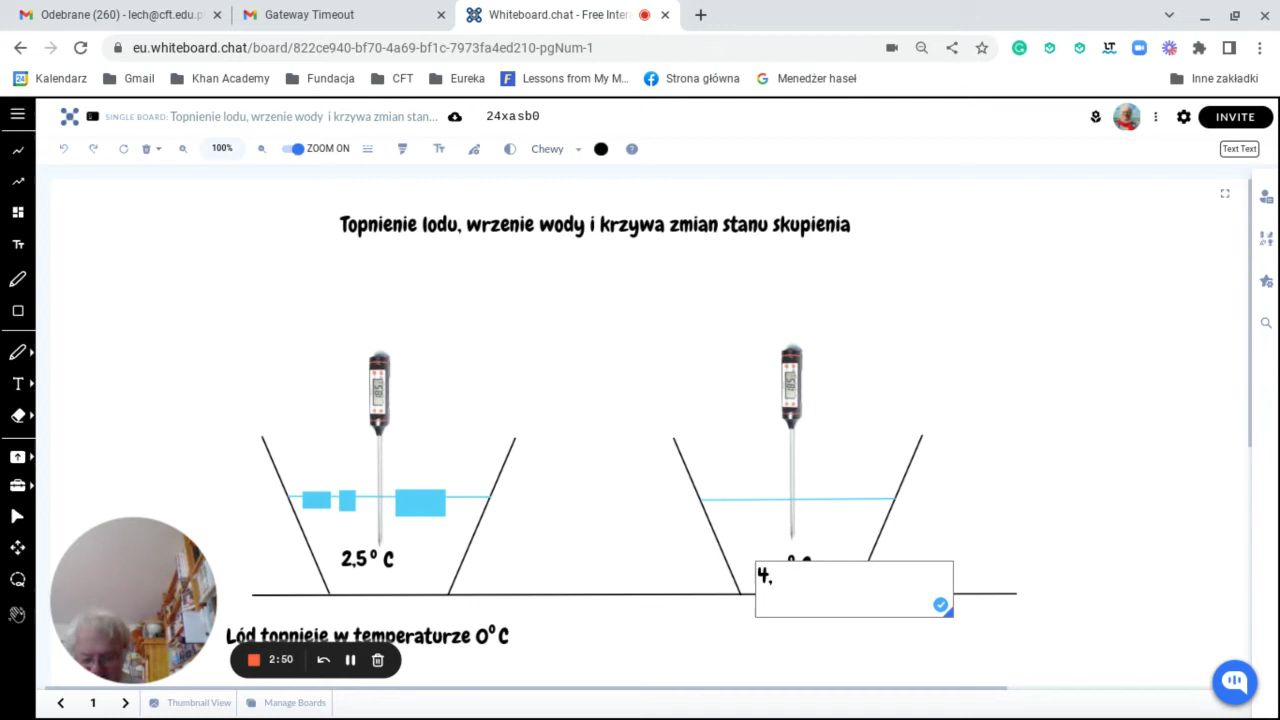 Odebrane (260) - lech@cft.edu.p
Gateway Timeout
Whiteboard.chat - Free Inter
eu.whiteboard.chat/board/822ce940-bf70-4a69-bf1c-7973fa4ed210-pgNum-1
Kalendarz
Gmail
Khan Academy
Fundacja
CFT
Eureka
Lessons from My M...
Strona główna
Menedżer haseł
Inne zakładki
SINGLE BOARD: Topnienie lodu, wrzenie wody i krzywa zmian stan...
24xasb0
INVITE
100%
ZOOM ON
Chewy
Text Text
Topnienie lodu, wrzenie wody i krzywa zmian stanu skupienia
2,5° C
4,
Lód topnieje w temperaturze 0° C
2:50
1
Thumbnail View
Manage Boards